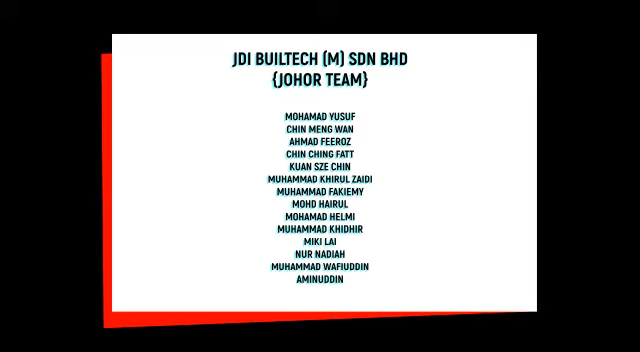 JDI BUILTECH (M) SDN BHD
{JOHOR TEAM}
MOHAMAD YUSUF
CHIN MENG WAN
AHMAD FEEROZ
CHIN CHING FATT
KUAN SZE CHIN
MUHAMMAD KHIRUL ZAIDI
MUHAMMAD FAKIEMY
MOHD HAIRUL
MOHAMAD HELMI
MUHAMMAD KHIDHIR
MIKI LAI
NUR NADIAH
MUHAMMAD WAFIUDDIN
AMINUDDIN